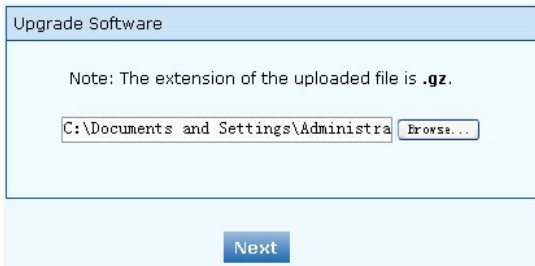 Upgrade Software
Note: The extension of the uploaded file is .gz.
C:\Documents and Settings\Administra Browse...
Next